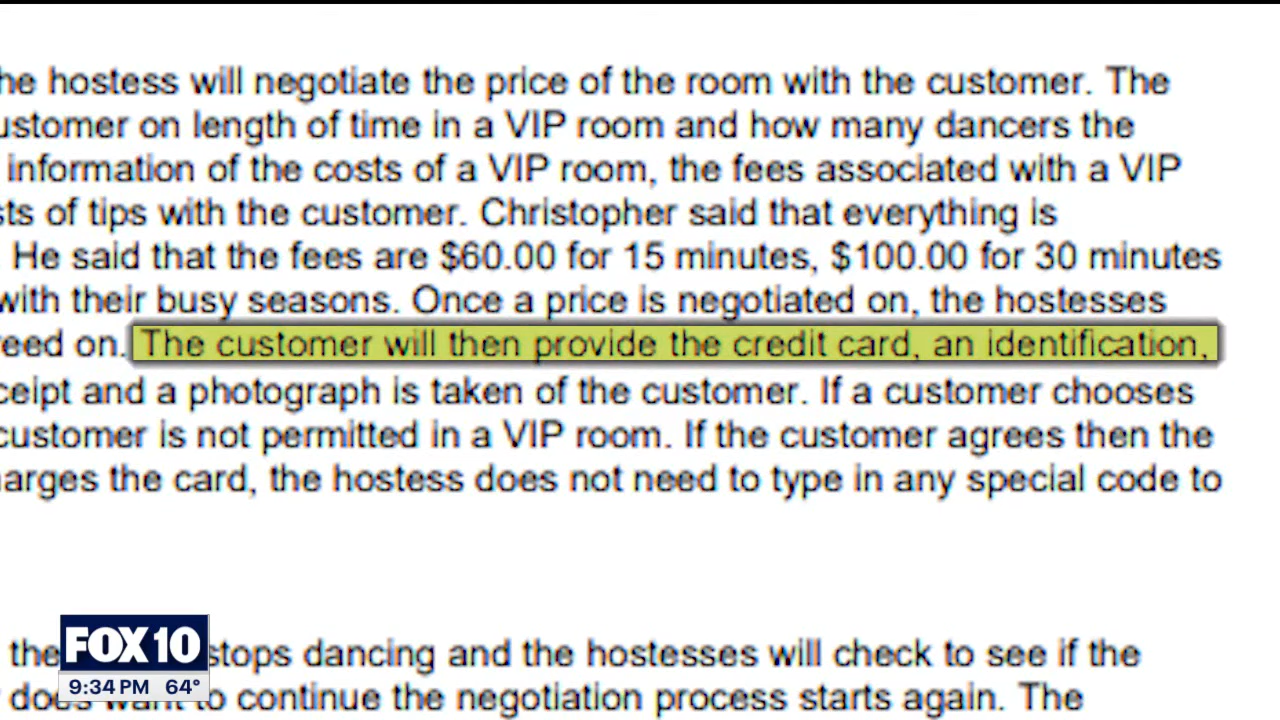 he hostess will negotiate the price of the room with the customer. The
ustomer on length of time in a VIP room and how many dancers the
information of the costs of a VIP room, the fees associated with a VIP
sts of tips with the customer. Christopher said that everything is
He said that the fees are $60.00 for 15 minutes, $100.00 for 30 minutes
with their busy seasons. Once a price is negotiated on, the hostesses
eed on. The customer will then provide the credit card, an identification,
ceipt and a photograph is taken of the customer. If a customer chooses
customer is not permitted in a VIP room. If the customer agrees then the
arges the card, the hostess does not need to type in any special code to
the stops dancing and the hostesses will check to see if the
does want to continue the negotiation process starts again. The
FOX 10
9:34 PM 64°